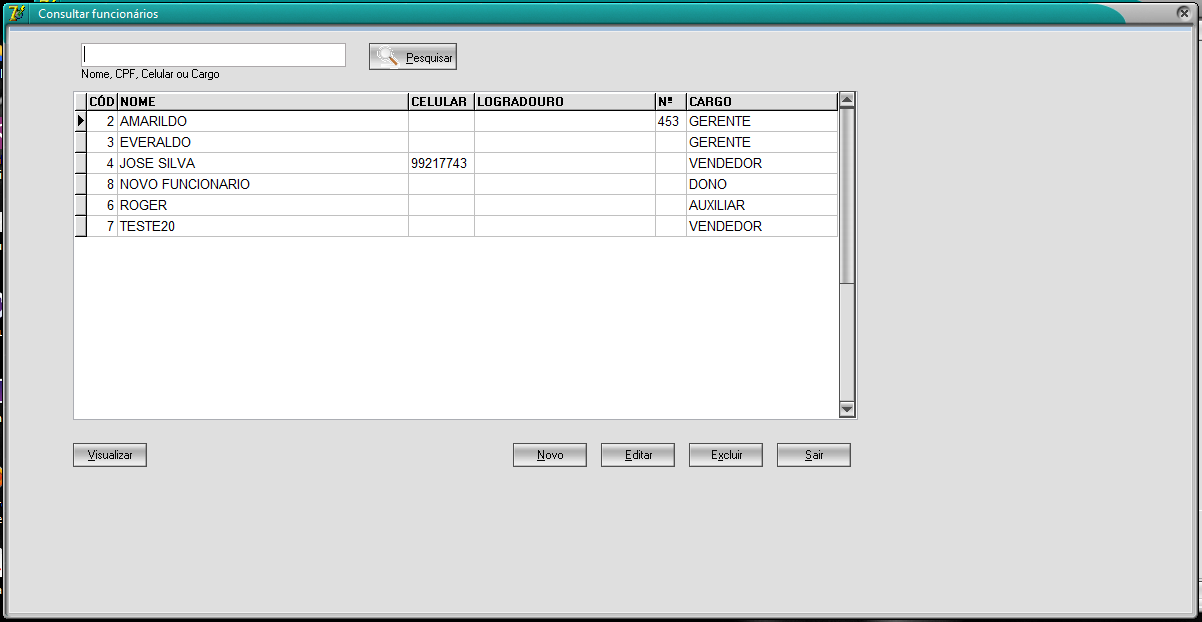 Consultar funcionários
Pesquisar
Nome, CPF, Celular ou Cargo
CÓD NOME CELULAR LOGRADOURO Nº CARGO
2 AMARILDO 453 GERENTE
3 EVERALDO GERENTE
4 JOSE SILVA 99217743 VENDEDOR
8 NOVO FUNCIONARIO DONO
6 ROGER AUXILIAR
7 TESTE20 VENDEDOR
Visualizar Novo Editar Excluir Sair